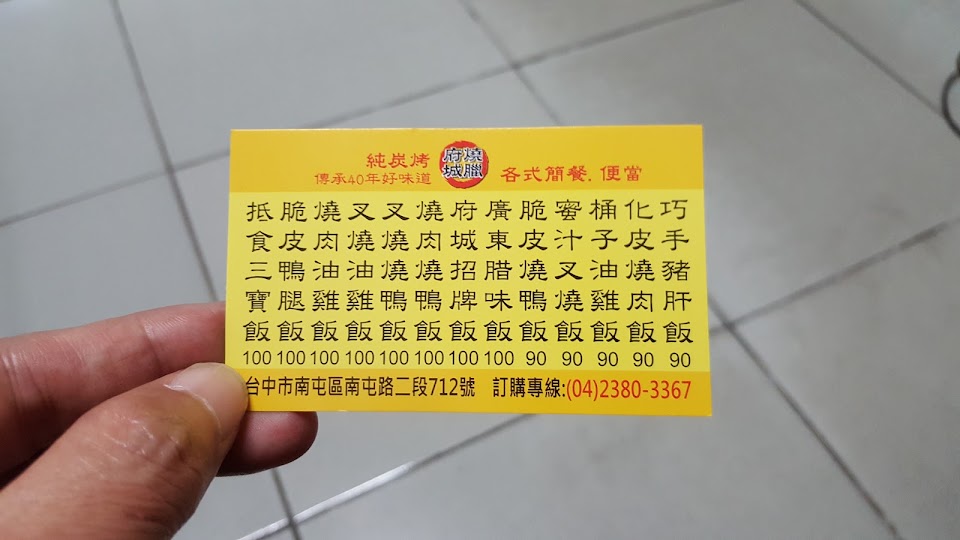 純炭烤
傳承40年好味道
府城
燒臘
各式簡餐.便當
巧手豬肝飯 90
化皮燒肉飯 90
桶子油雞飯 90
蜜汁叉燒飯 90
脆皮燒鴨飯 90
廣東腊味飯 100
府城招牌飯 100
燒肉燒鴨飯 100
叉燒燒鴨飯 100
叉燒油雞飯 100
燒肉油雞飯 100
脆皮鴨腿飯 100
抵食三寶飯 100
台中市南屯區南屯路二段712號 訂購專線:(04)2380-3367